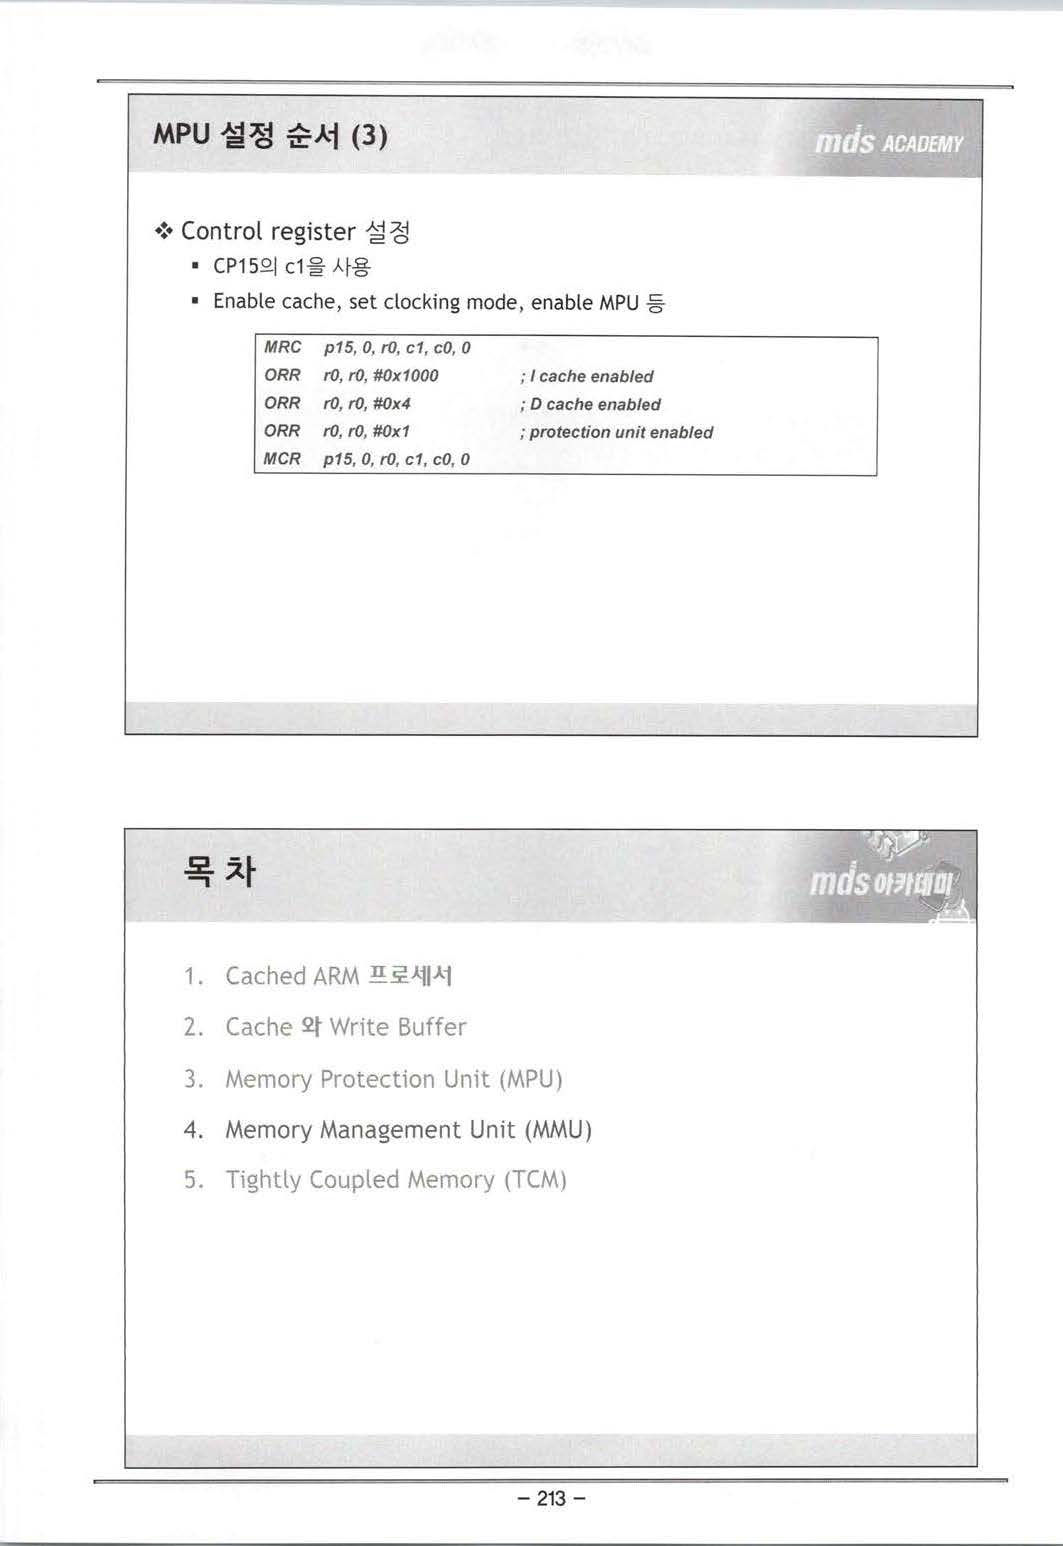 MPU 설정 순서 (3)
mds ACADEMY
❖ Control register 설정
▪ CP15의 c1을 사용
▪ Enable cache, set clocking mode, enable MPU 등
MRC p15, 0, r0, c1, c0, 0
ORR r0, r0, #0x1000 ; I cache enabled
ORR r0, r0, #0x4 ; D cache enabled
ORR r0, r0, #0x1 ; protection unit enabled
MCR p15, 0, r0, c1, c0, 0
목 차
mds 아카데미
1. Cached ARM 프로세서
2. Cache 와 Write Buffer
3. Memory Protection Unit (MPU)
4. Memory Management Unit (MMU)
5. Tightly Coupled Memory (TCM)
– 213 –